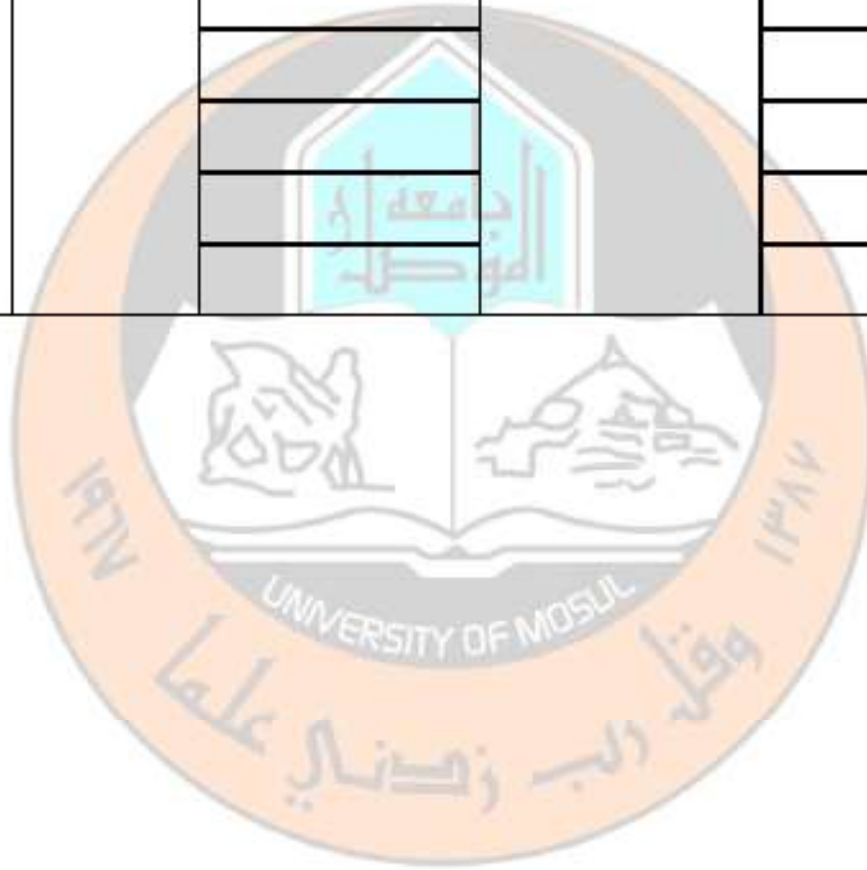 جامعة
الموصل
١٩٦٧
١٣٨٧
UNIVERSITY OF MOSUL
وقل رب زدني علما